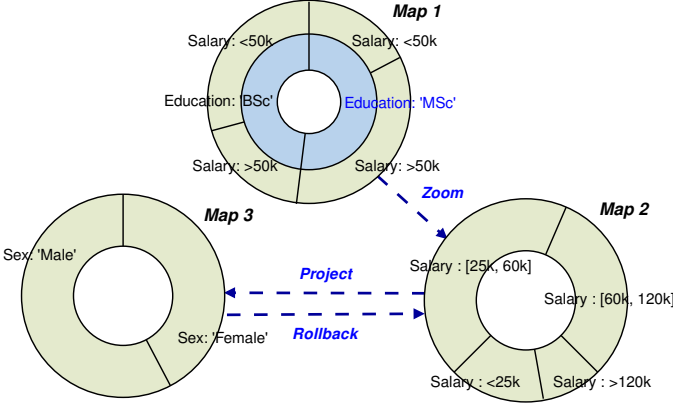 Map 1
Salary: <50k
Salary: <50k
Education: 'BSc'
Education: 'MSc'
Salary: >50k
Salary: >50k
Zoom
Map 3
Map 2
Sex: 'Male'
Salary : [25k, 60k]
Project
Salary : [60k, 120k]
Rollback
Sex: 'Female'
Salary : <25k
Salary : >120k